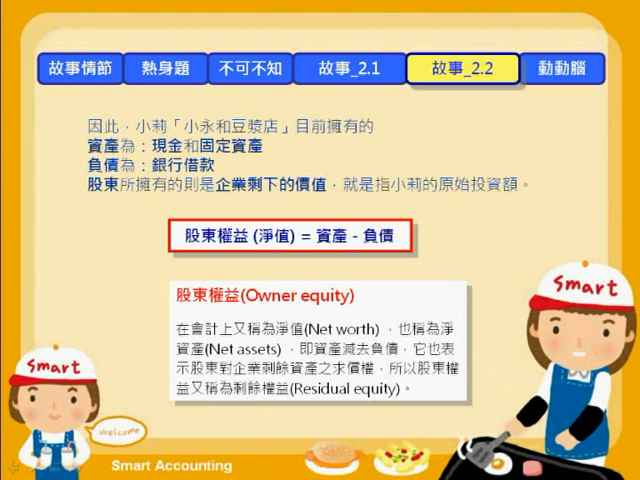 故事情節 熱身題 不可不知 故事_2.1 故事_2.2 動動腦
因此，小莉「小永和豆漿店」目前擁有的
資產為：現金和固定資產
負債為：銀行借款
股東所擁有的則是企業剩下的價值，就是指小莉的原始投資額。
股東權益 (淨值) = 資產 - 負債
股東權益(Owner equity)
在會計上又稱為淨值(Net worth) ，也稱為淨
資產(Net assets) ，即資產減去負債，它也表
示股東對企業剩餘資產之求償權，所以股東權
益又稱為剩餘權益(Residual equity)。
Smart
Smart
welcome
Smart Accounting